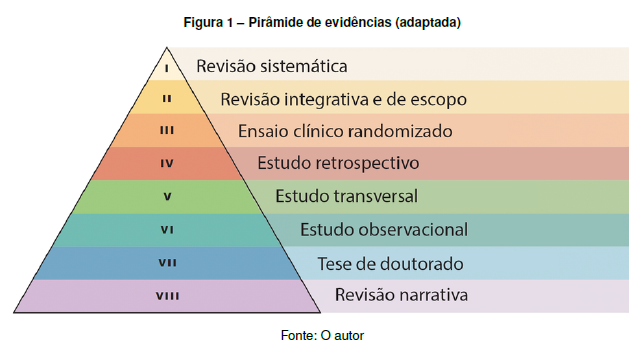 Figura 1 – Pirâmide de evidências (adaptada)
I Revisão sistemática
II Revisão integrativa e de escopo
III Ensaio clínico randomizado
IV Estudo retrospectivo
V Estudo transversal
VI Estudo observacional
VII Tese de doutorado
VIII Revisão narrativa
Fonte: O autor